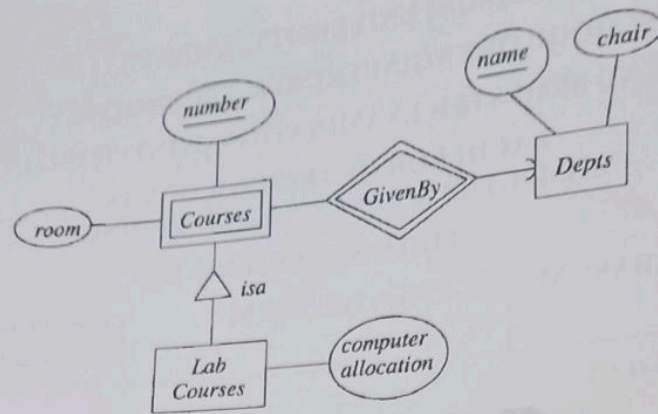 chair
name
number
Depts
GivenBy
Courses
room
isa
computer
allocation
Lab
Courses